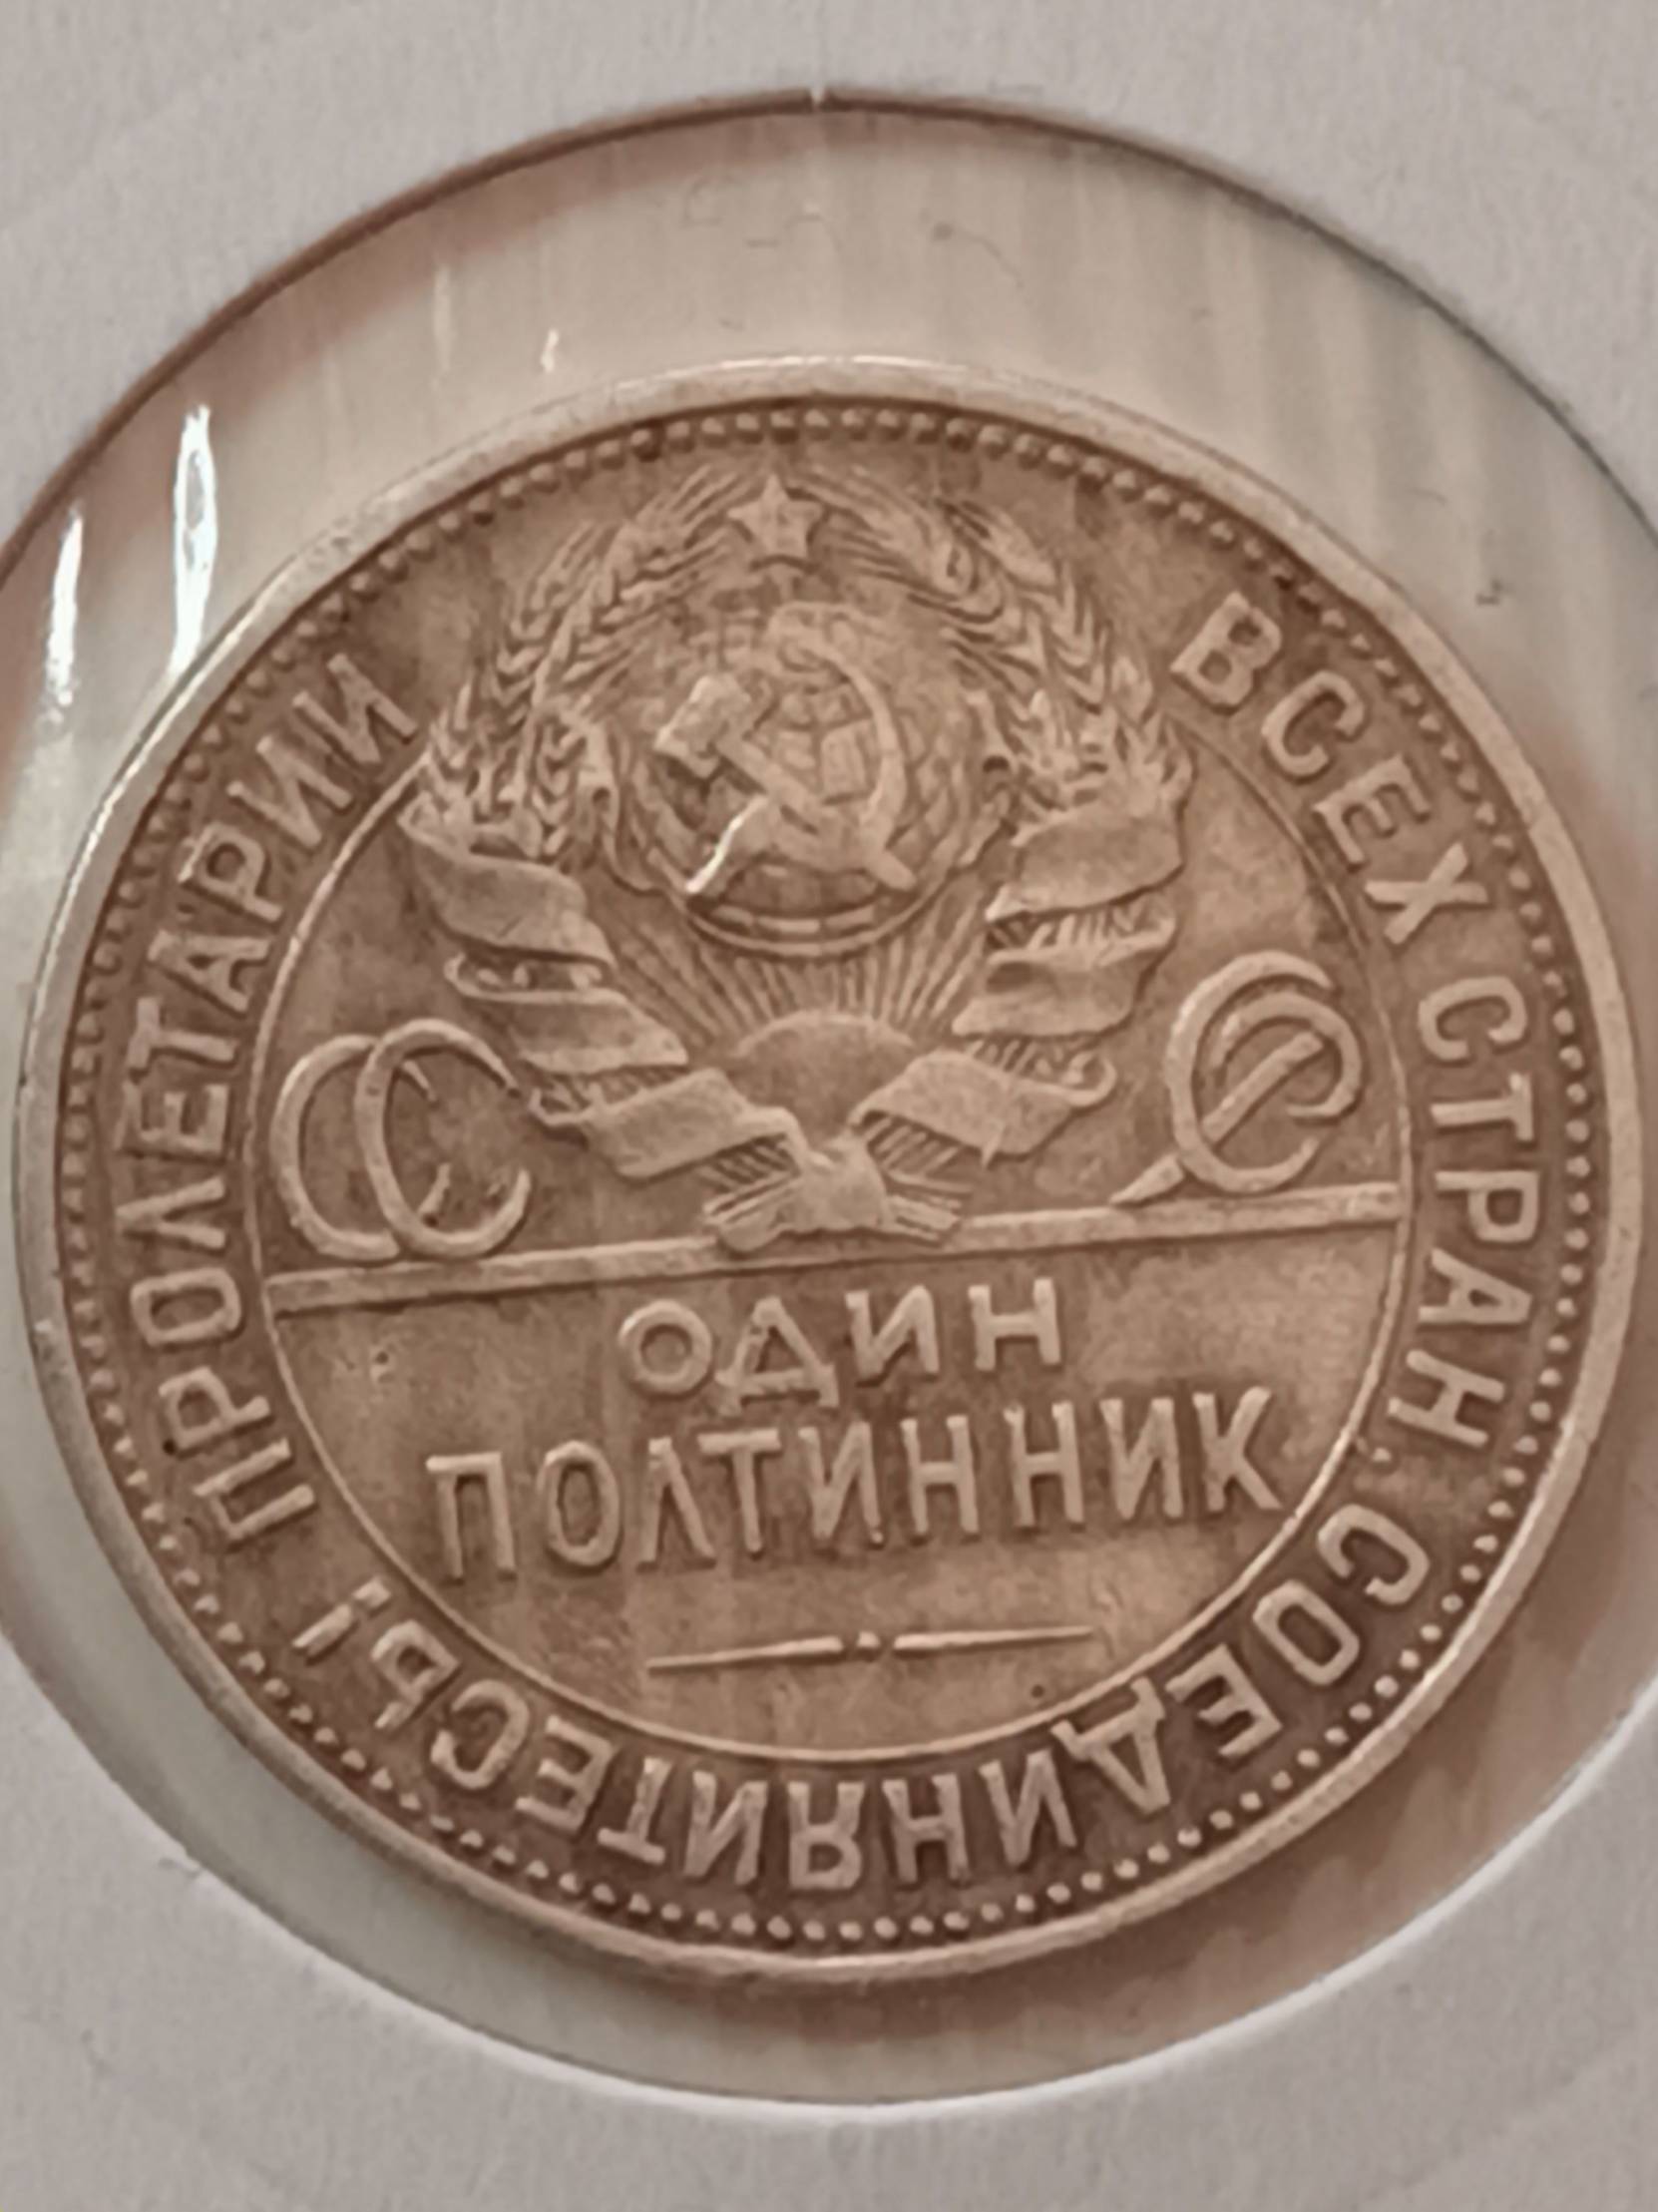 ПРОЛЕТАРИИ ВСЕХ СТРАН, СОЕДИНЯЙТЕСЬ!
СССР
ОДИН
ПОЛТИННИК